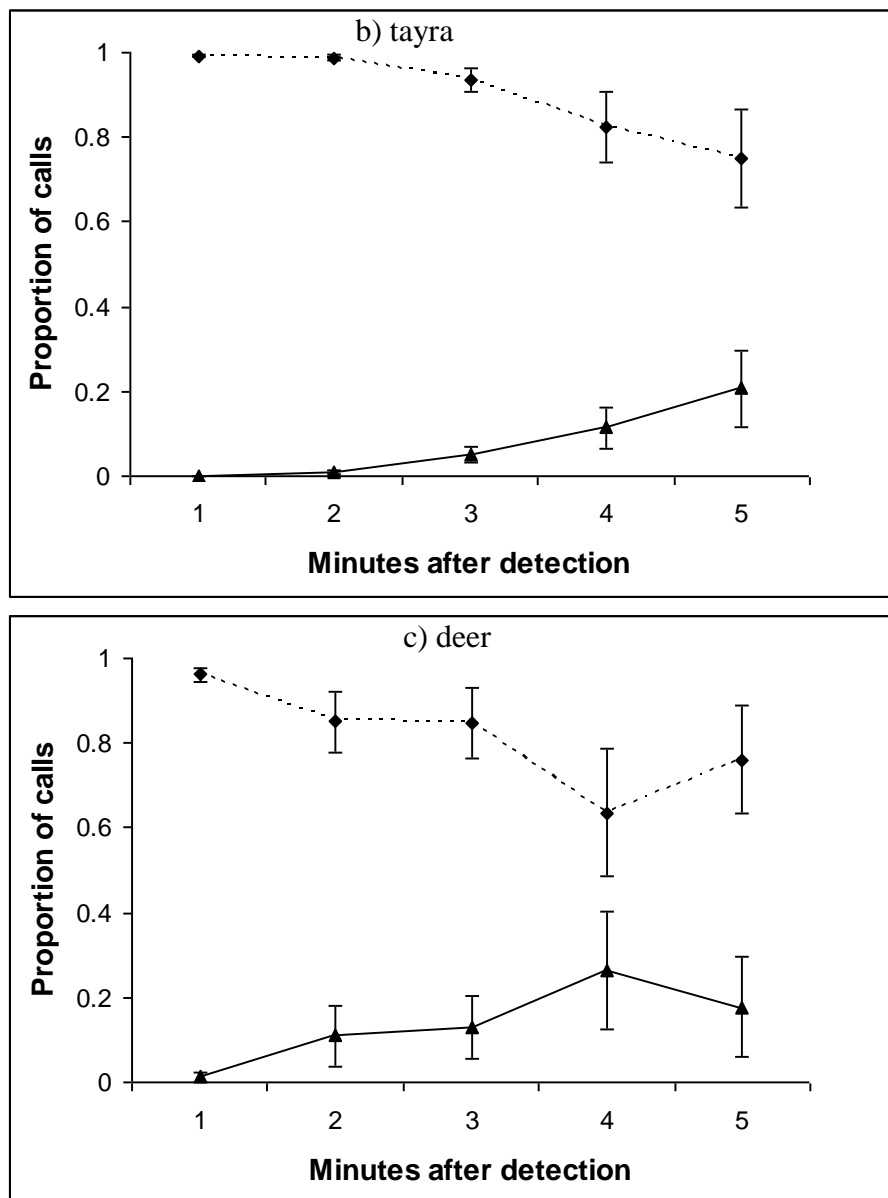 b) tayra
1
0.8
0.6
0.4
0.2
0
Proportion of calls
1 2 3 4 5
Minutes after detection
c) deer
1
0.8
0.6
0.4
0.2
0
Proportion of calls
1 2 3 4 5
Minutes after detection